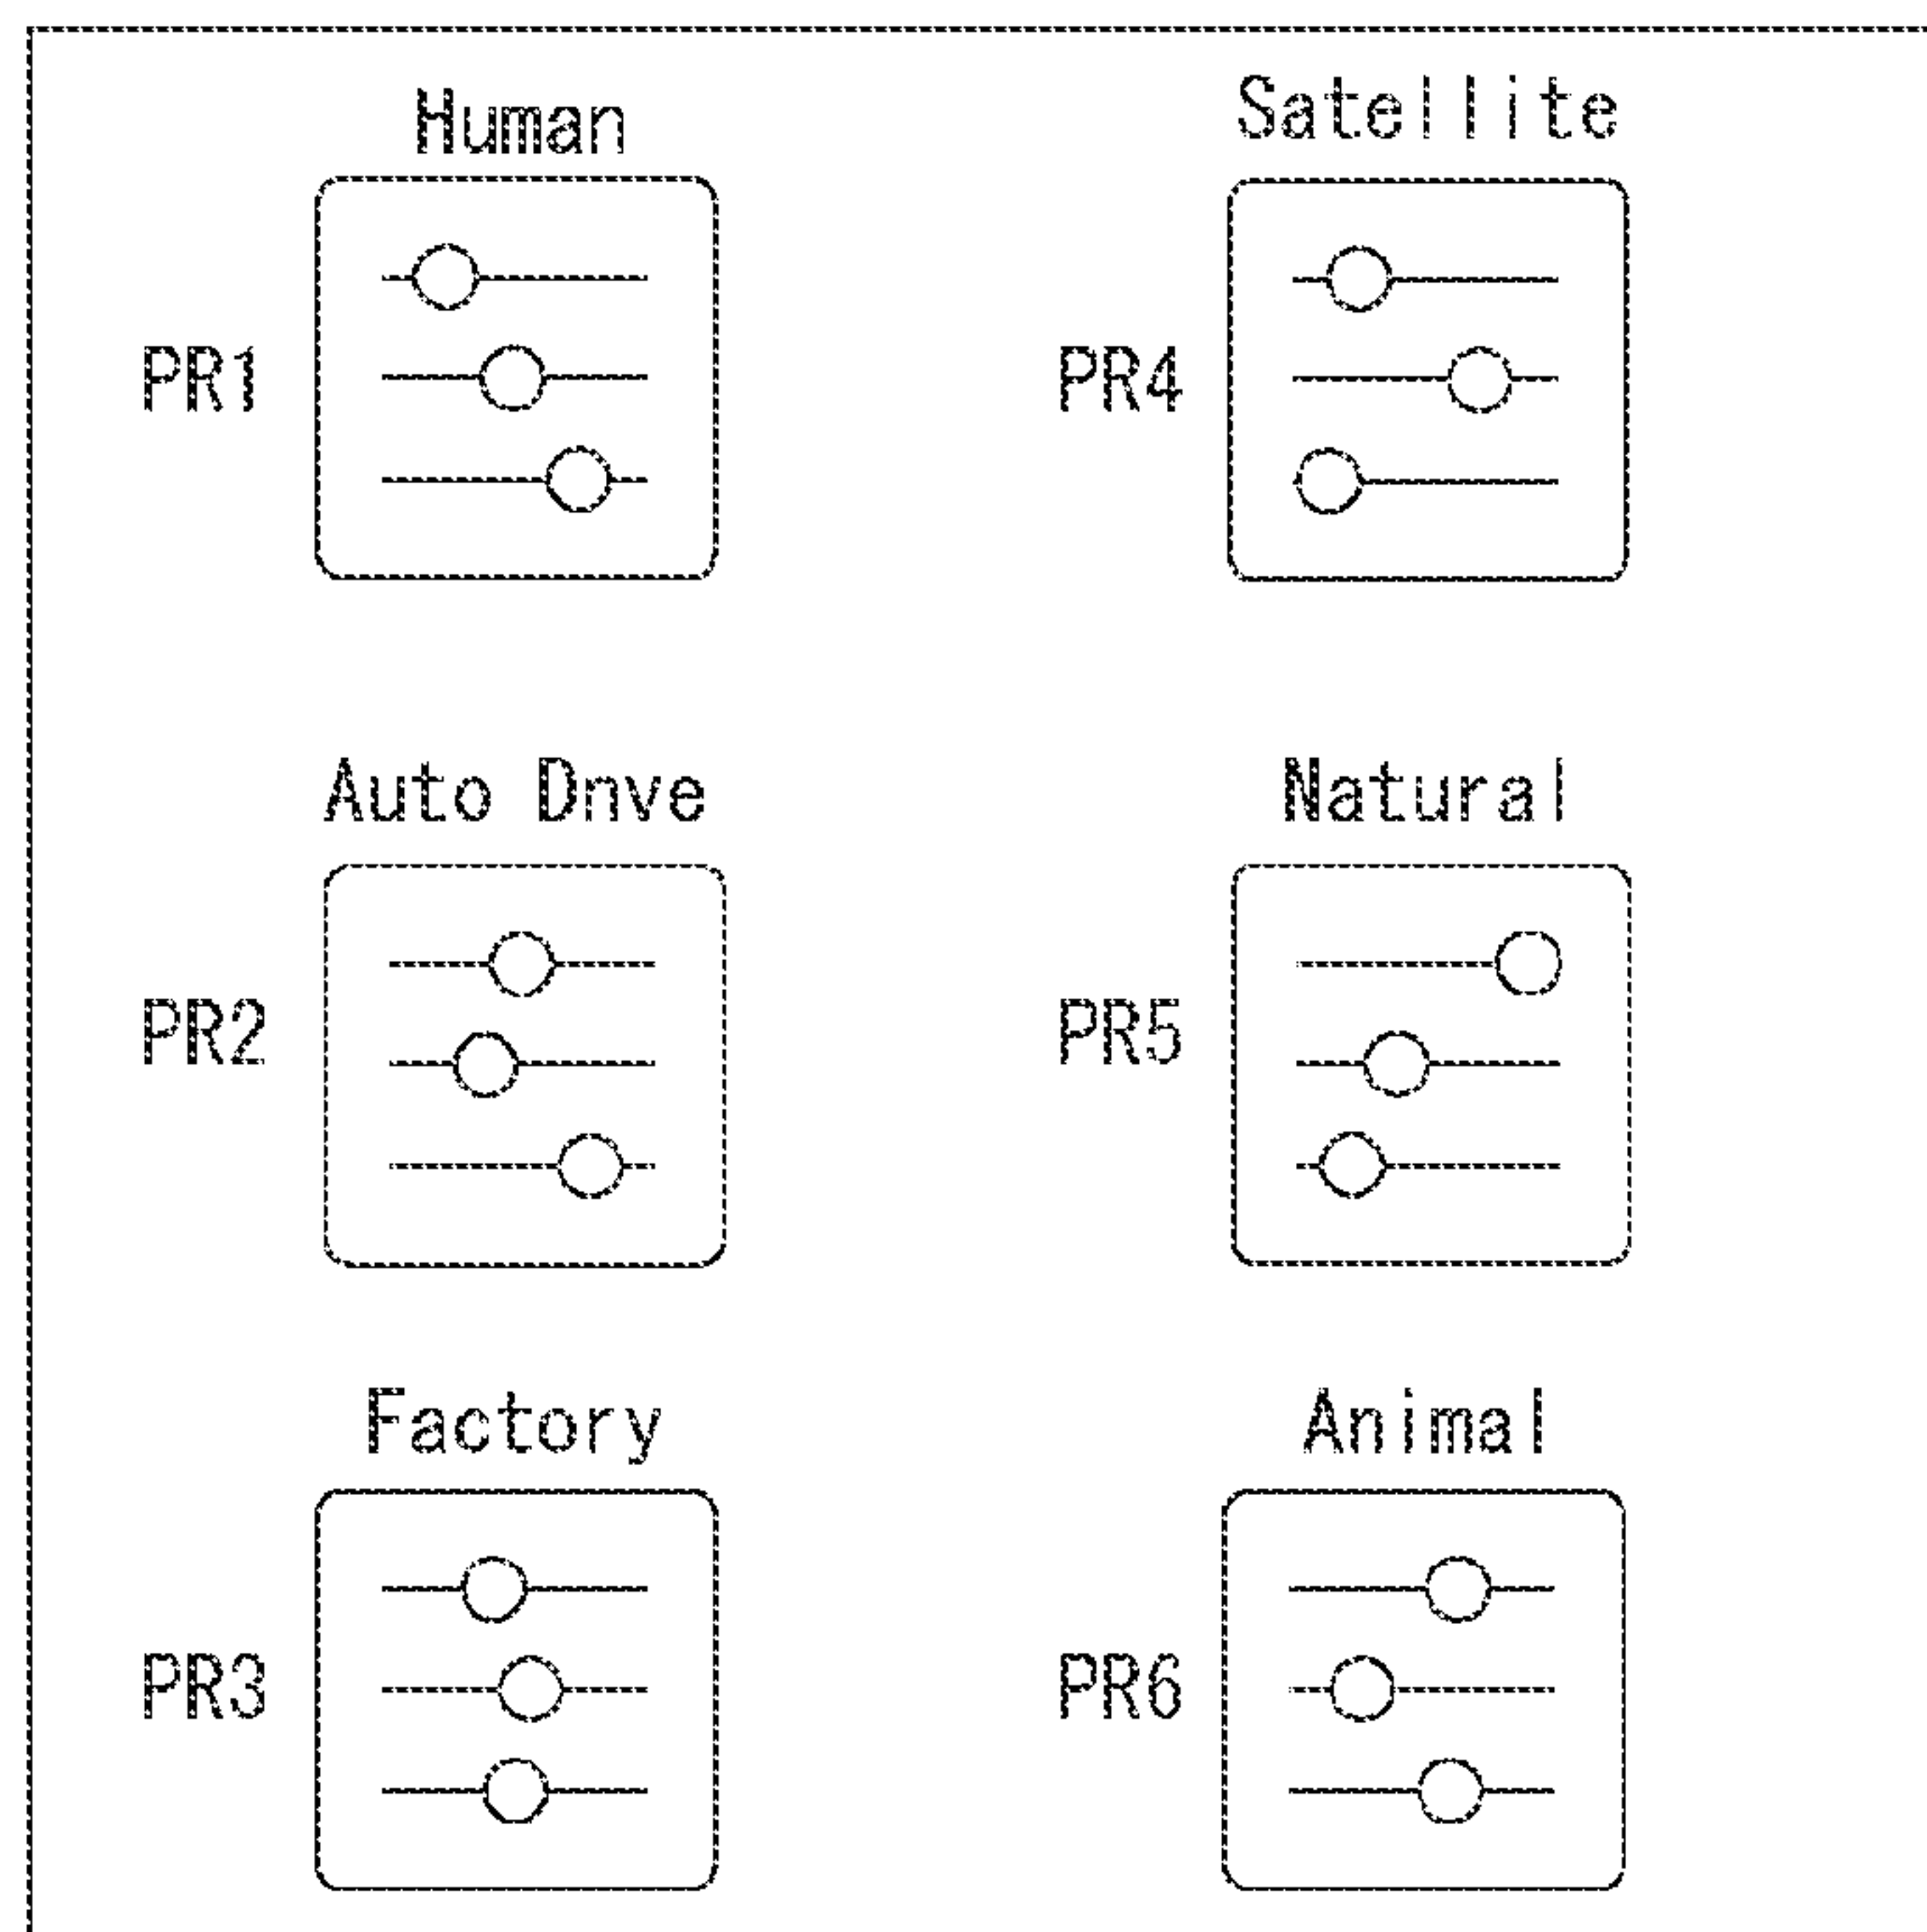 Human
Satellite
PR1
PR4
Auto Dnve
Natural
PR2
PR5
Factory
Animal
PR3
PR6